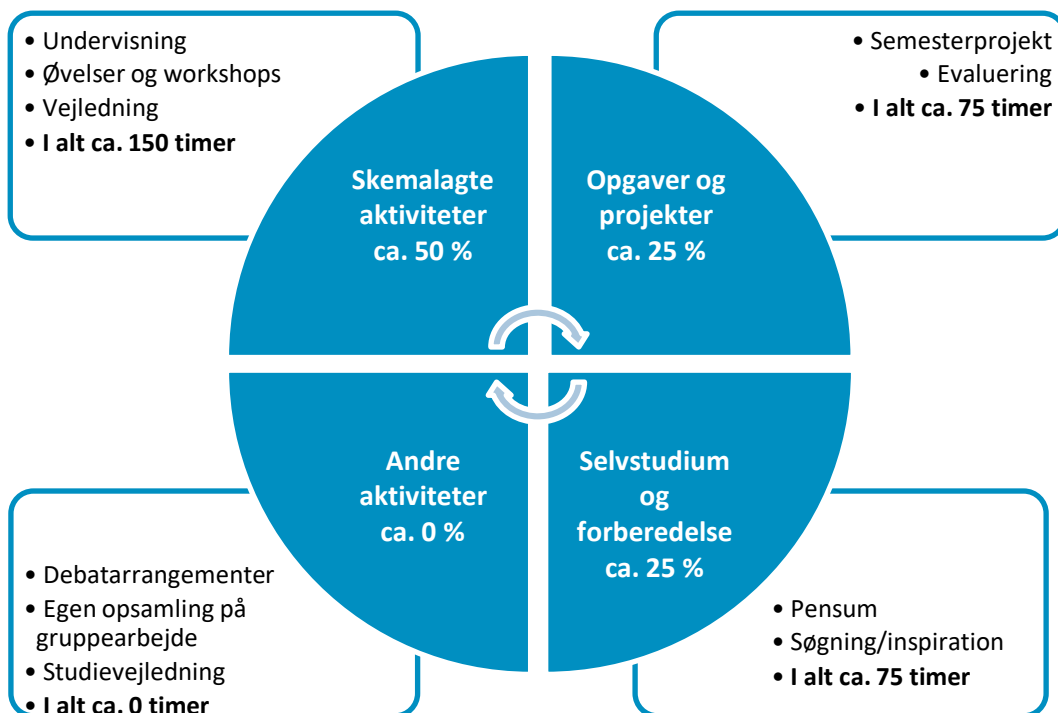 • Undervisning
• Øvelser og workshops
• Vejledning
• I alt ca. 150 timer
• Semesterprojekt
• Evaluering
• I alt ca. 75 timer
Skemalagte
aktiviteter
ca. 50 %
Opgaver og
projekter
ca. 25 %
Andre
aktiviteter
ca. 0 %
Selvstudium
og
forberedelse
ca. 25 %
• Debatarrangementer
• Egen opsamling på
gruppearbejde
• Studievejledning
• I alt ca. 0 timer
• Pensum
• Søgning/inspiration
• I alt ca. 75 timer